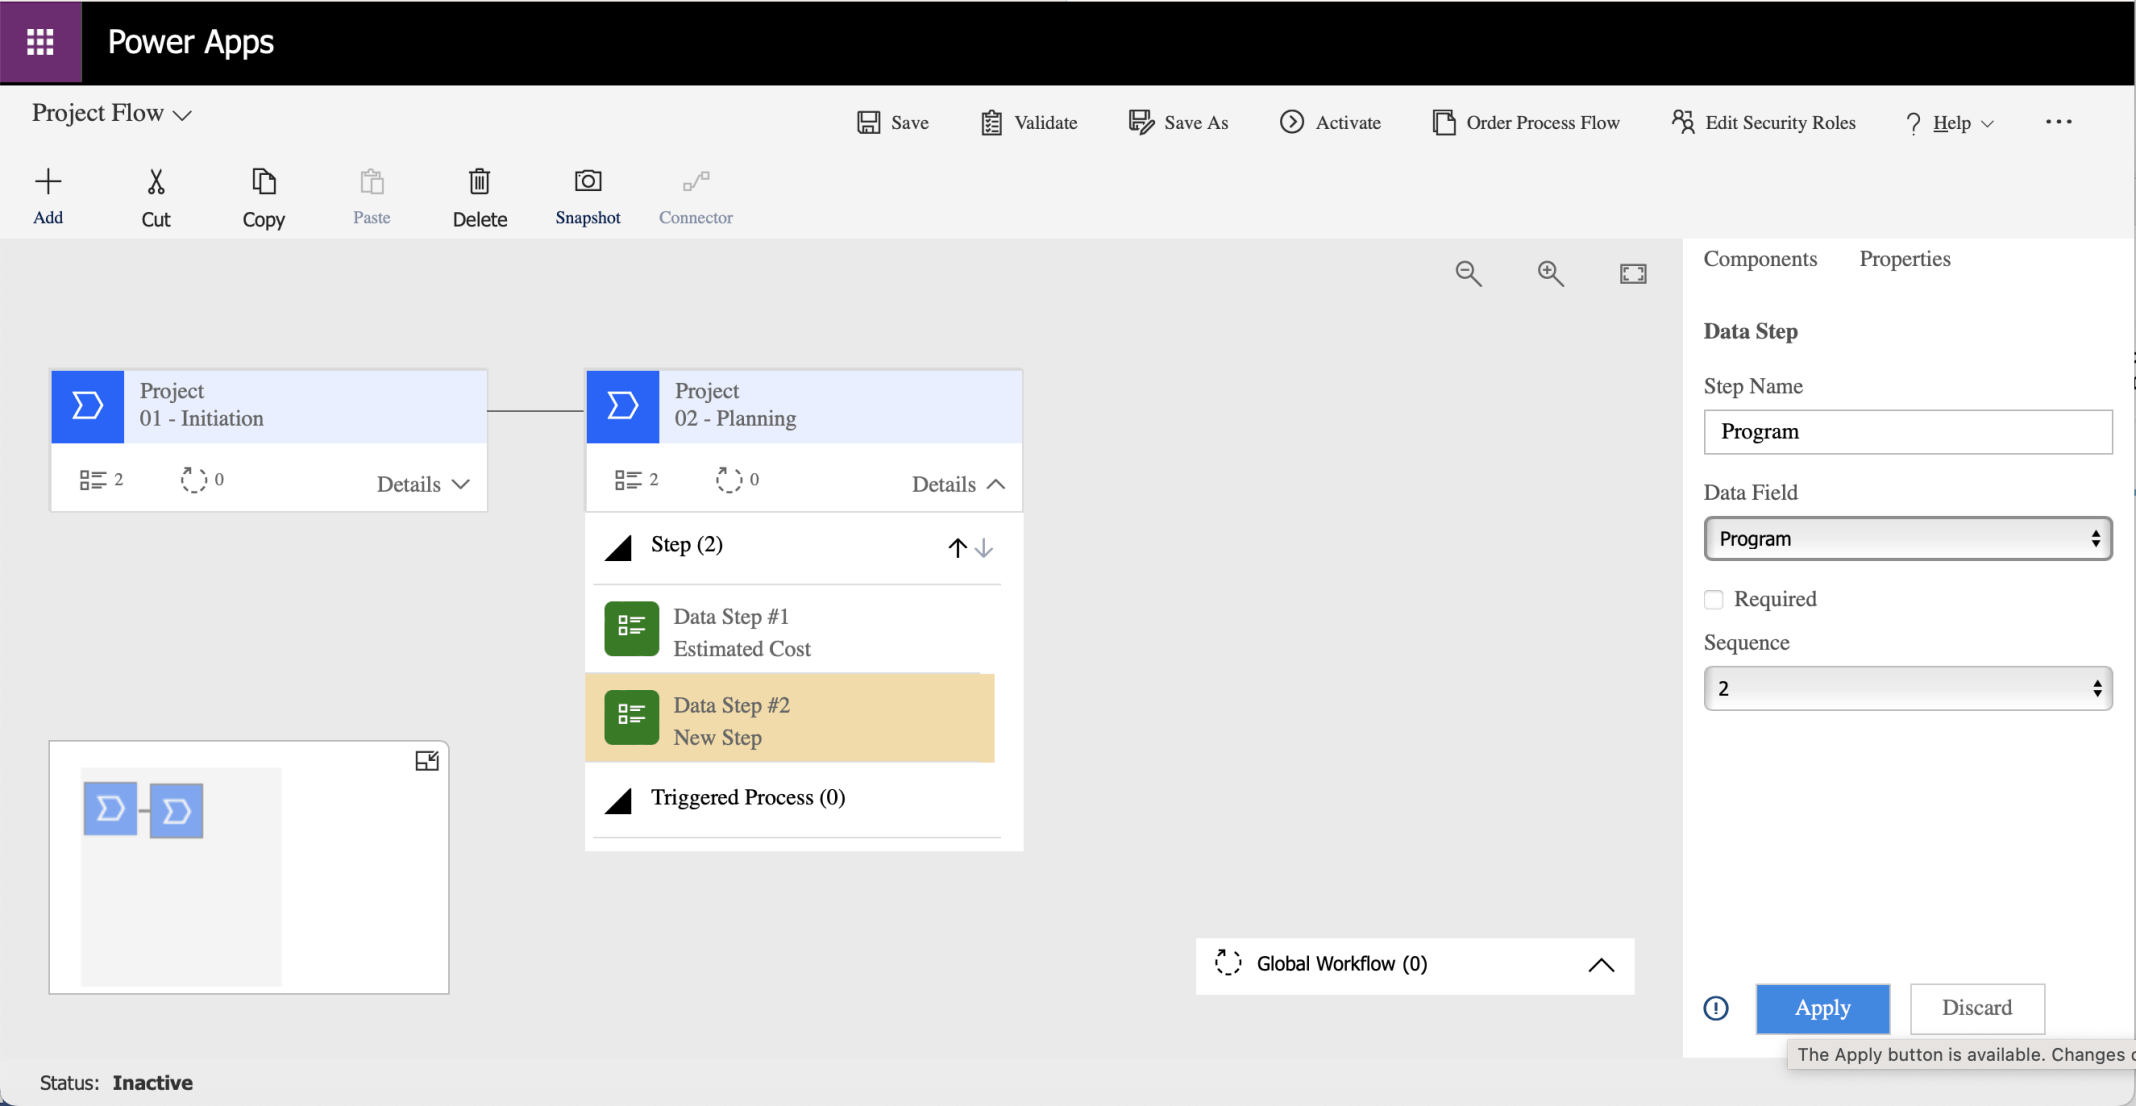 Power Apps
Project Flow
Save
Validate
Save As
Activate
Order Process Flow
Edit Security Roles
? Help
...
Add
Cut
Copy
Paste
Delete
Snapshot
Connector
Components
Properties
Project
01 - Initiation
2
0
Details
Project
02 - Planning
2
0
Details
Step (2)
Data Step #1
Estimated Cost
Data Step #2
New Step
Triggered Process (0)
Global Workflow (0)
Data Step
Step Name
Program
Data Field
Program
Required
Sequence
2
Apply
Discard
The Apply button is available. Changes
Status: Inactive